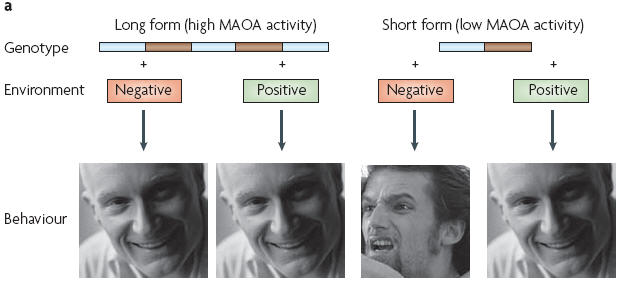 a
Long form (high MAOA activity) Short form (low MAOA activity)
Genotype
+ + + +
Environment Negative Positive Negative Positive
Behaviour